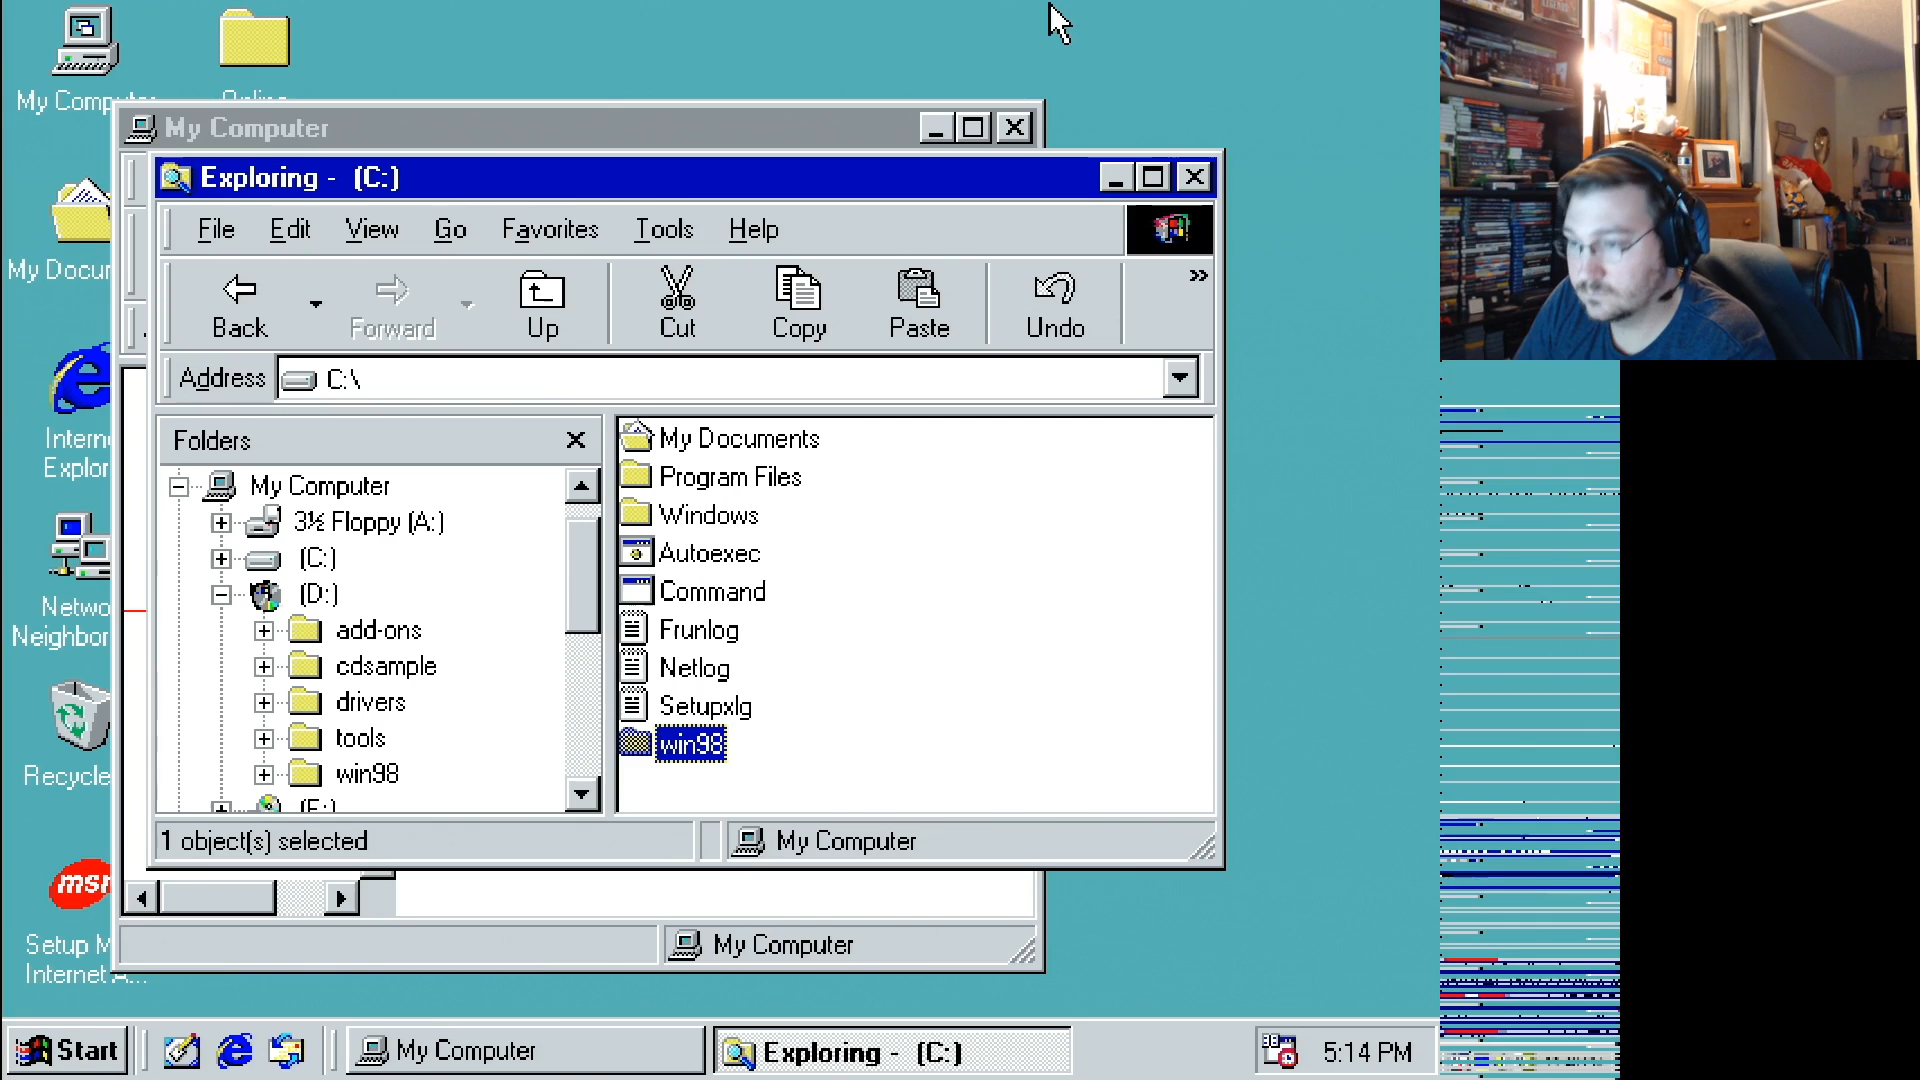 My Compu
My Computer
Exploring - (C:)
File Edit View Go Favorites Tools Help
Back Forward Up Cut Copy Paste Undo »
Address C:\
Folders
My Computer
3½ Floppy (A:)
(C:)
(D:)
add-ons
cdsample
drivers
tools
win98
(E:)
My Documents
Program Files
Windows
Autoexec
Command
Frunlog
Netlog
Setupxlg
win98
1 object(s) selected
My Computer
My Computer
My Docum
Intern
Explor
Netwo
Neighbor
Recycle
msn
Setup M
Internet A...
Start
My Computer
Exploring - (C:)
5:14 PM